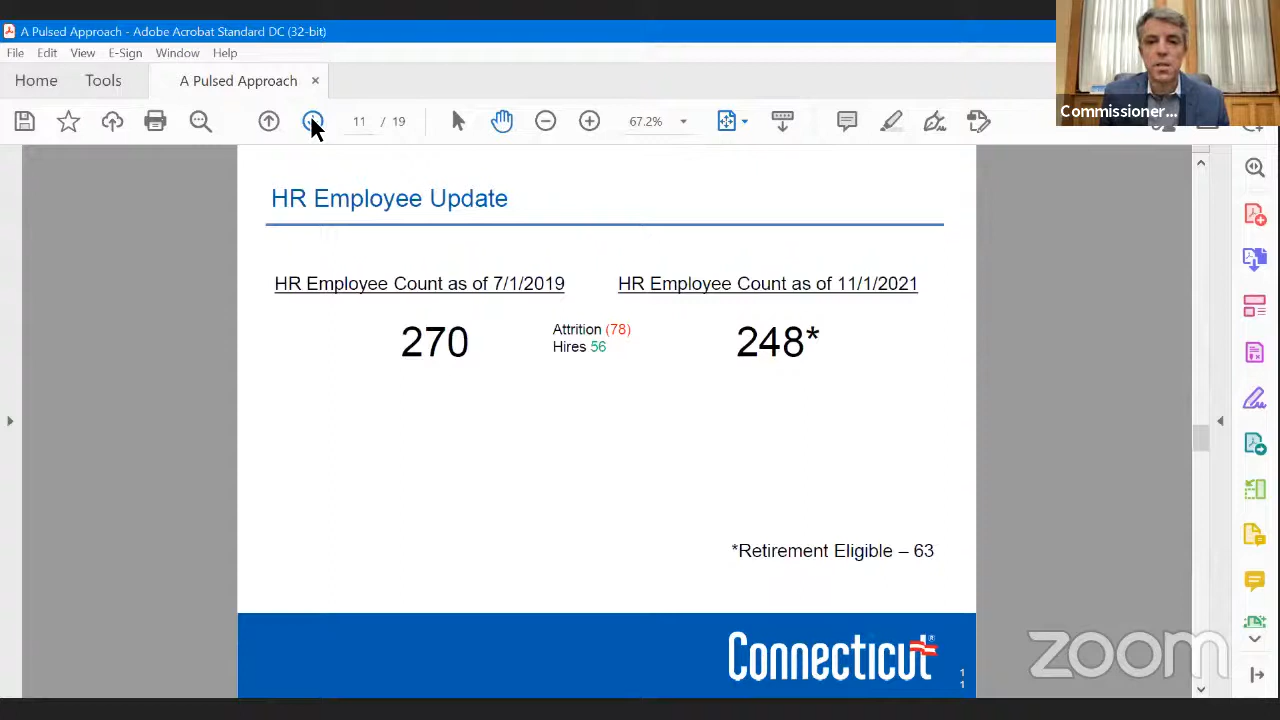 A Pulsed Approach - Adobe Acrobat Standard DC (32-bit)
File Edit View E-Sign Window Help
Home Tools A Pulsed Approach ×
11 / 19 67.2%
Commissioner...
HR Employee Update
HR Employee Count as of 7/1/2019
HR Employee Count as of 11/1/2021
270
Attrition (78)
Hires 56
248*
*Retirement Eligible – 63
Connecticut®
1
1
zoom